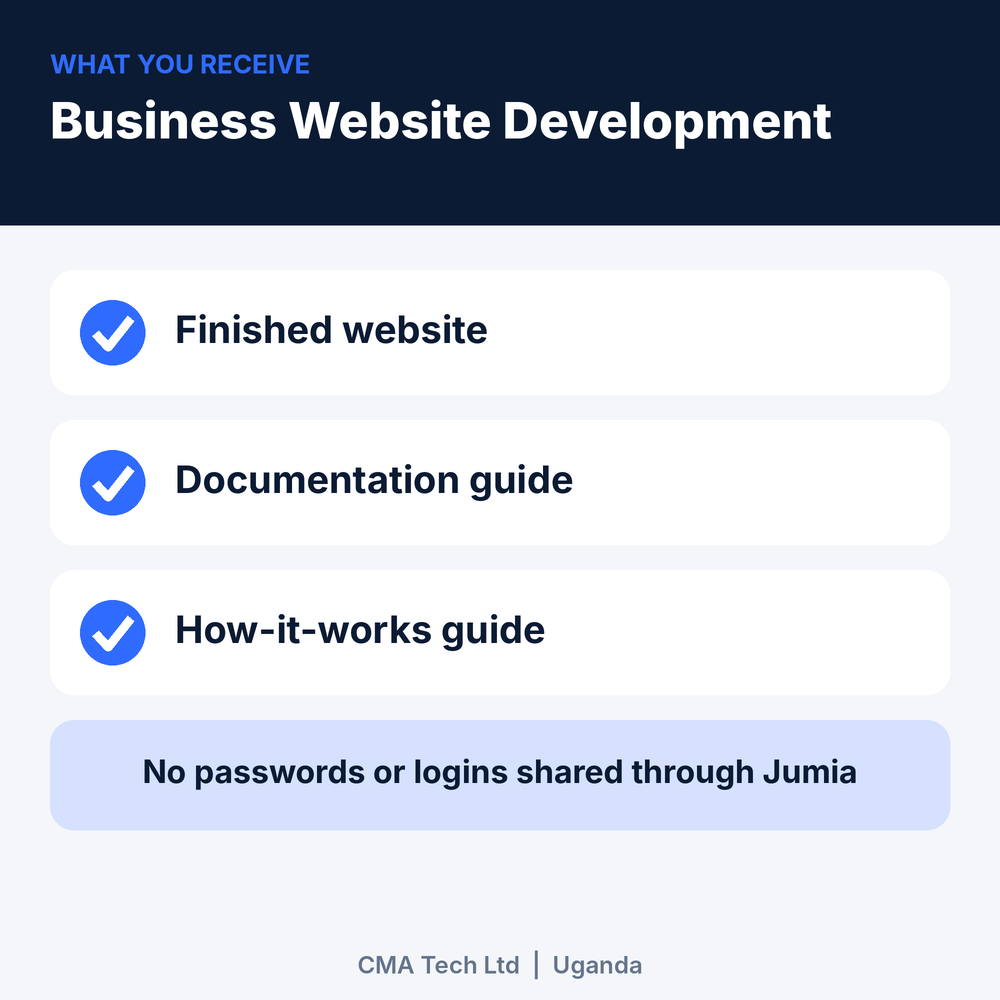 WHAT YOU RECEIVE
Business Website Development
Finished website
Documentation guide
How-it-works guide
No passwords or logins shared through Jumia
CMA Tech Ltd | Uganda